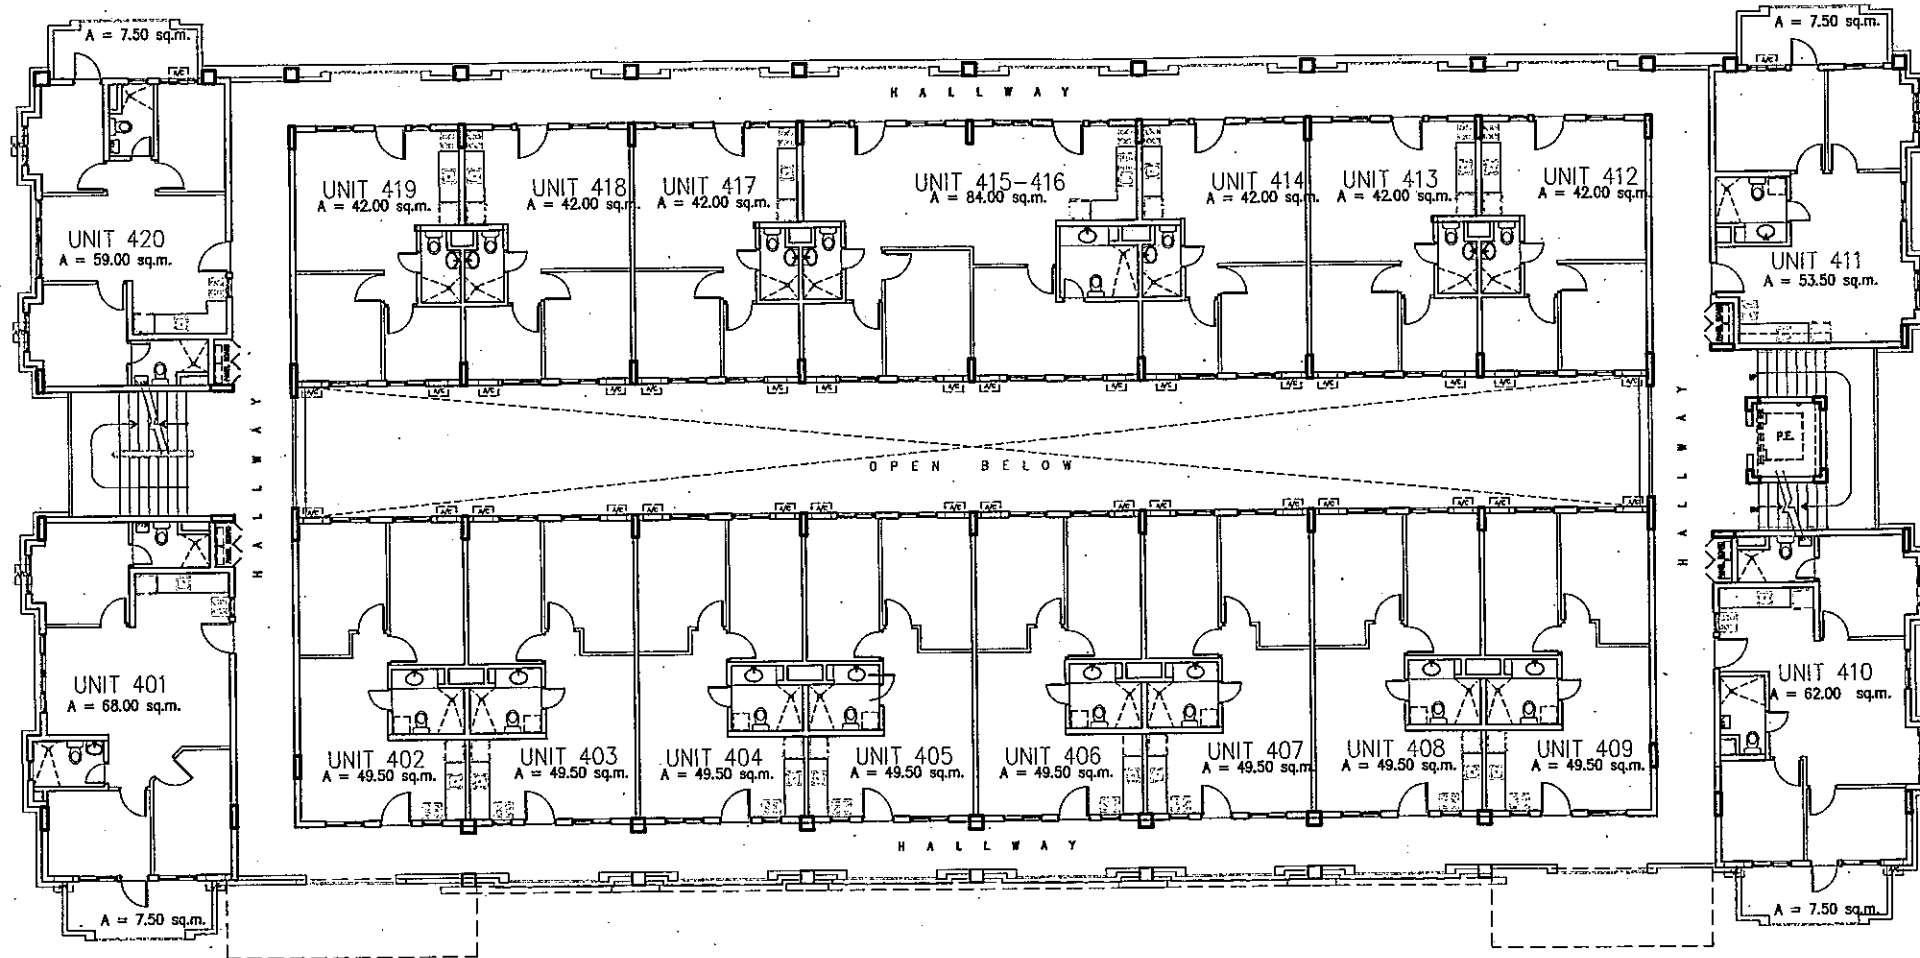 A = 7.50 sq.m.
A = 7.50 sq.m.
A/C
A/C
HALLWAY
UNIT 419
A = 42.00 sq.m.
UNIT 418
A = 42.00 sq.m.
UNIT 417
A = 42.00 sq.m.
UNIT 415-416
A = 84.00 sq.m.
UNIT 414
A = 42.00 sq.m.
UNIT 413
A = 42.00 sq.m.
UNIT 412
A = 42.00 sq.m.
UNIT 420
A = 59.00 sq.m.
UNIT 411
A = 53.50 sq.m.
A/C A/C A/C A/C A/C A/C A/C A/C A/C A/C A/C A/C A/C A/C A/C A/C
HALLWAY
HALLWAY
P.E.
OPEN BELOW
A/C A/C A/C A/C A/C A/C A/C A/C A/C A/C A/C A/C A/C A/C A/C A/C
UNIT 401
A = 68.00 sq.m.
UNIT 410
A = 62.00 sq.m.
UNIT 402
A = 49.50 sq.m.
UNIT 403
A = 49.50 sq.m.
UNIT 404
A = 49.50 sq.m.
UNIT 405
A = 49.50 sq.m.
UNIT 406
A = 49.50 sq.m.
UNIT 407
A = 49.50 sq.m.
UNIT 408
A = 49.50 sq.m.
UNIT 409
A = 49.50 sq.m.
HALLWAY
A = 7.50 sq.m.
A = 7.50 sq.m.